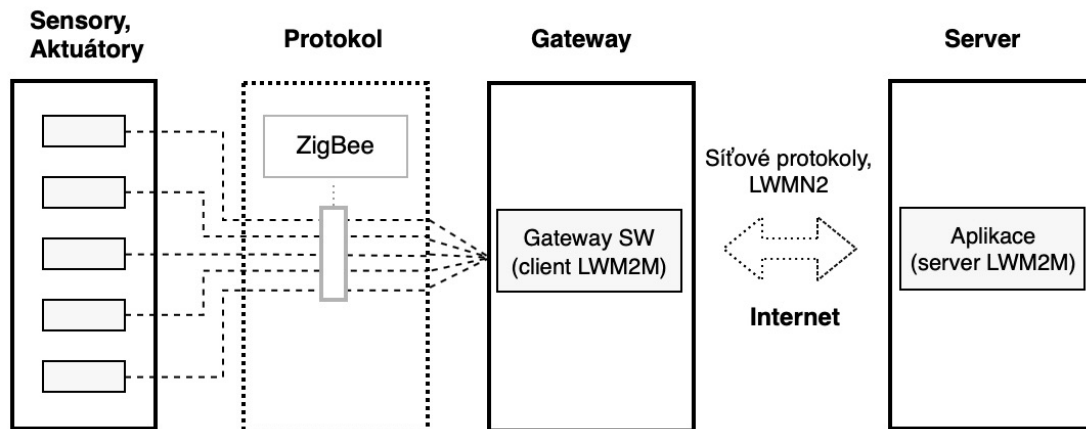 Sensory,
Aktuátory
Protokol
Gateway
Server
ZigBee
Síťové protokoly,
LWMN2
Gateway SW
(client LWM2M)
Aplikace
(server LWM2M)
Internet